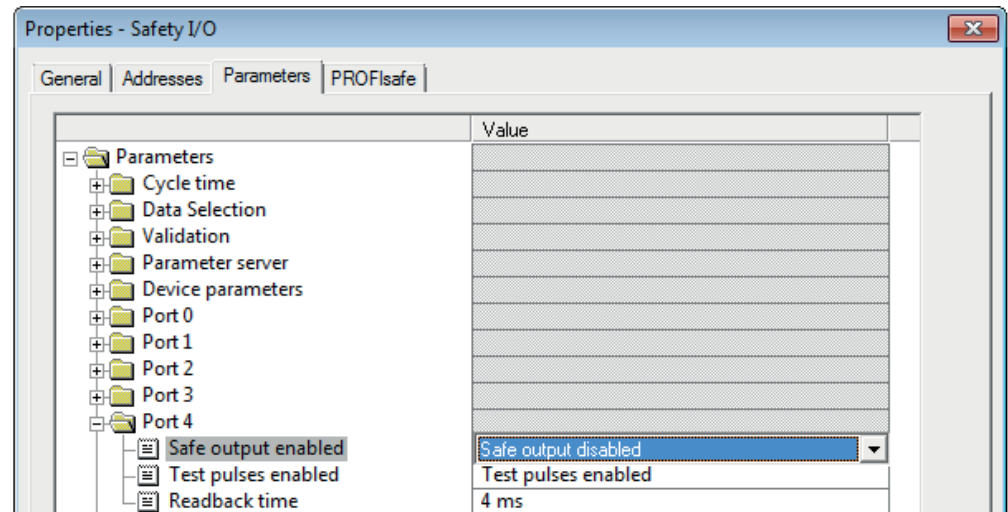 Properties - Safety I/O
General Addresses Parameters PROFIsafe
Value
Parameters
Cycle time
Data Selection
Validation
Parameter server
Device parameters
Port 0
Port 1
Port 2
Port 3
Port 4
Safe output enabled Safe output disabled
Test pulses enabled Test pulses enabled
Readback time 4 ms